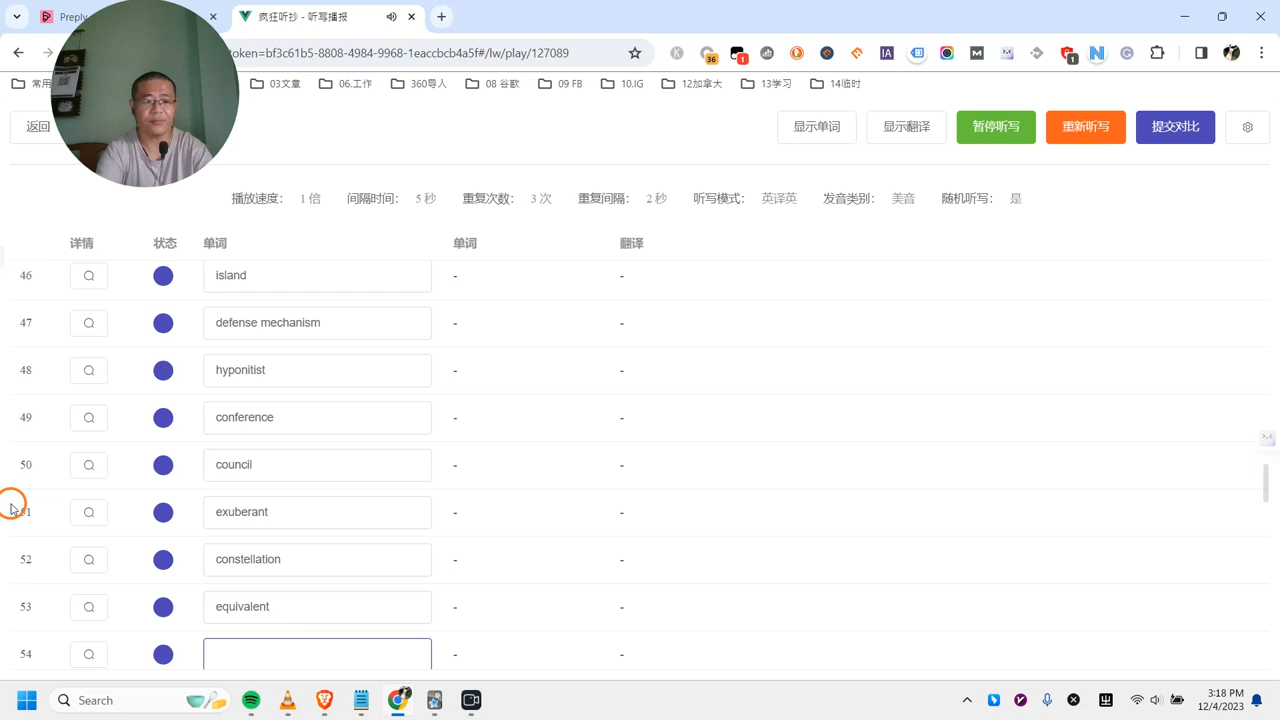 Preply
疯狂听抄 - 听写播报
token=bf3c61b5-8808-4984-9968-1eaccbcb4a5f#/lw/play/127089
36
1
1
常用
03文章
06.工作
360导入
08 谷歌
09 FB
10.IG
12加拿大
13学习
14临时
返回
显示单词
显示翻译
暂停听写
重新听写
提交对比
播放速度： 1 倍
间隔时间： 5 秒
重复次数： 3 次
重复间隔： 2 秒
听写模式： 英译英
发音类别： 美音
随机听写： 是
详情 状态 单词 单词 翻译
46 island - -
47 defense mechanism - -
48 hyponitist - -
49 conference - -
50 council - -
51 exuberant - -
52 constellation - -
53 equivalent - -
54 - -
Search
3:18 PM
12/4/2023